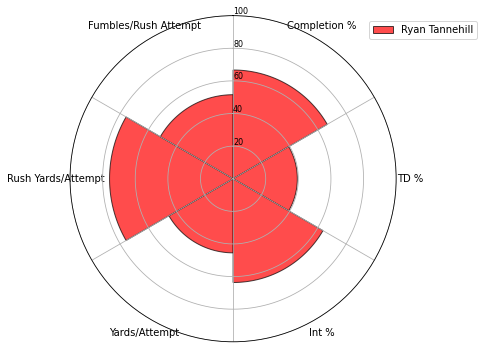 100
Fumbles/Rush Attempt
Completion %
Ryan Tannehill
80
60
40
20
Rush Yards/Attempt
TD %
Yards/Attempt
Int %